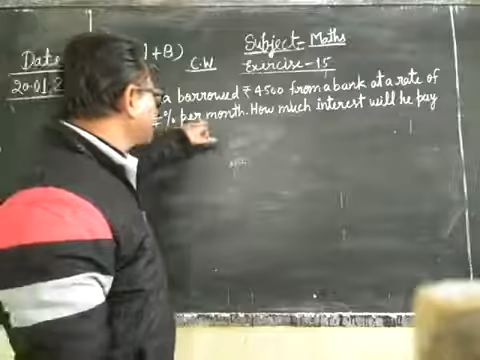 Date
1+B)
C.W
Subject- Maths
20.01.2
Exercise-15
a borrowed ₹ 4500 from a bank at a rate of
% per month. How much interest will he pay